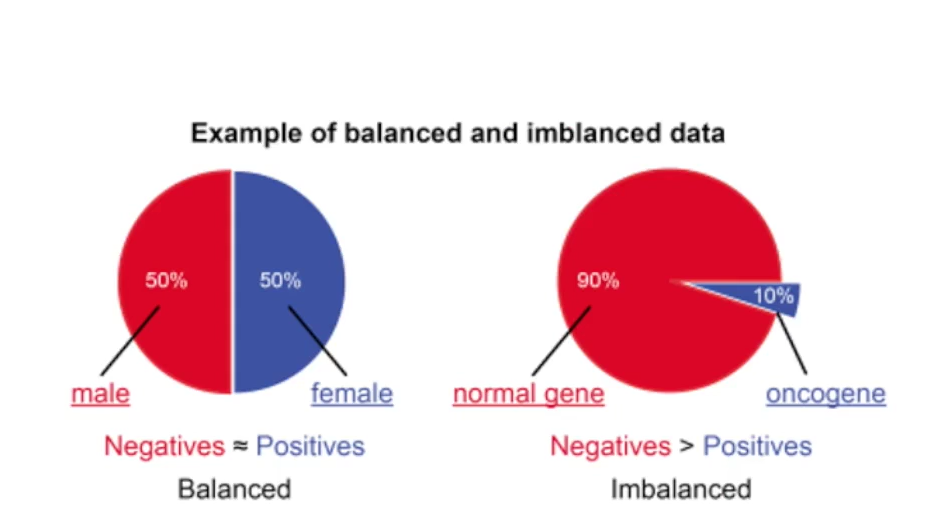 Example of balanced and imblanced data
50% 50% 90% 10%
male female normal gene oncogene
Negatives ≈ Positives Negatives > Positives
Balanced Imbalanced